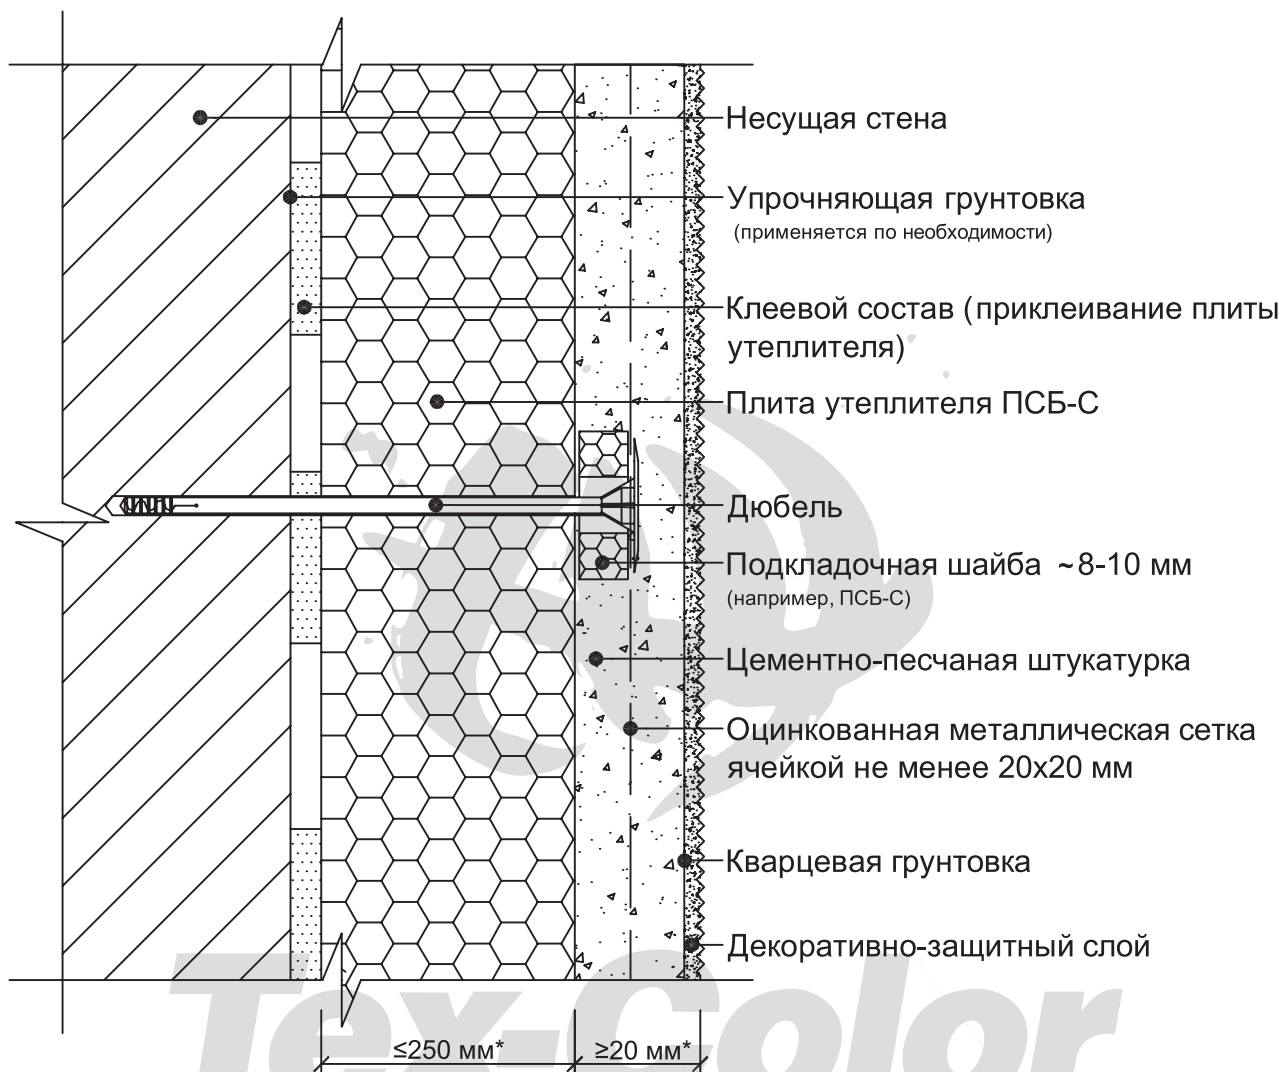 Несущая стена
Упрочняющая грунтовка
(применяется по необходимости)
Клеевой состав (приклеивание плиты
утеплителя)
Плита утеплителя ПСБ-С
Дюбель
Подкладочная шайба ~8-10 мм
(например, ПСБ-С)
Цементно-песчаная штукатурка
Оцинкованная металлическая сетка
ячейкой не менее 20х20 мм
Кварцевая грунтовка
Декоративно-защитный слой
Tex-Color
≤250 мм* ≥20 мм*